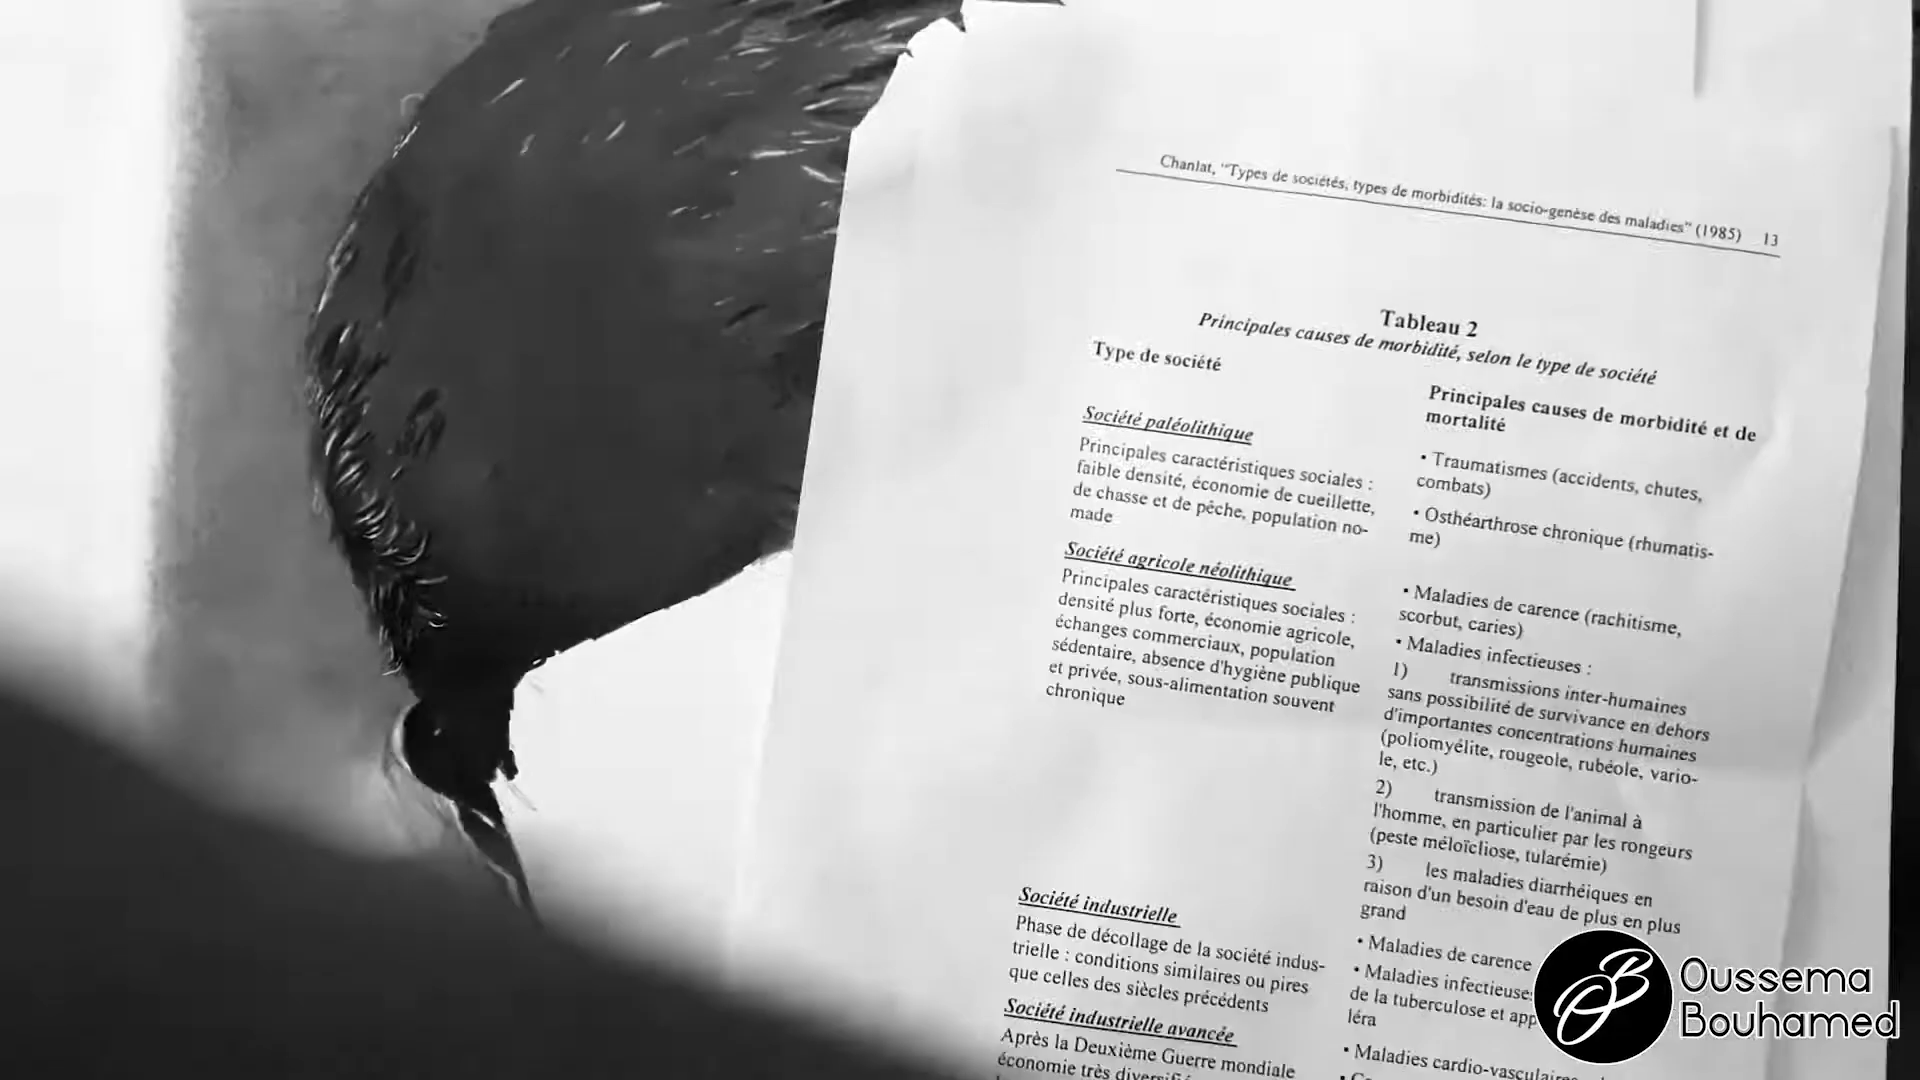 Chanlat, "Types de sociétés, types de morbidités: la socio-genèse des maladies" (1985) 13
Tableau 2
Principales causes de morbidité, selon le type de société
Type de société
Principales causes de morbidité et de
mortalité
Société paléolithique
Principales caractéristiques sociales :
faible densité, économie de cueillette,
de chasse et de pêche, population no-
made
• Traumatismes (accidents, chutes,
combats)
• Osthéarthrose chronique (rhumatis-
me)
Société agricole néolithique
Principales caractéristiques sociales :
densité plus forte, économie agricole,
échanges commerciaux, population
sédentaire, absence d'hygiène publique
et privée, sous-alimentation souvent
chronique
• Maladies de carence (rachitisme,
scorbut, caries)
• Maladies infectieuses :
1) transmissions inter-humaines
sans possibilité de survivance en dehors
d'importantes concentrations humaines
(poliomyélite, rougeole, rubéole, vario-
le, etc.)
2) transmission de l'animal à
l'homme, en particulier par les rongeurs
(peste méloïcliose, tularémie)
3) les maladies diarrhéiques en
raison d'un besoin d'eau de plus en plus
grand
Société industrielle
Phase de décollage de la société indus-
trielle : conditions similaires ou pires
que celles des siècles précédents
• Maladies de carence
• Maladies infectieuses
de la tuberculose et app
léra
Société industrielle avancée
Après la Deuxième Guerre mondiale
économie très
• Maladies cardio-vasculaires
B
Oussema
Bouhamed